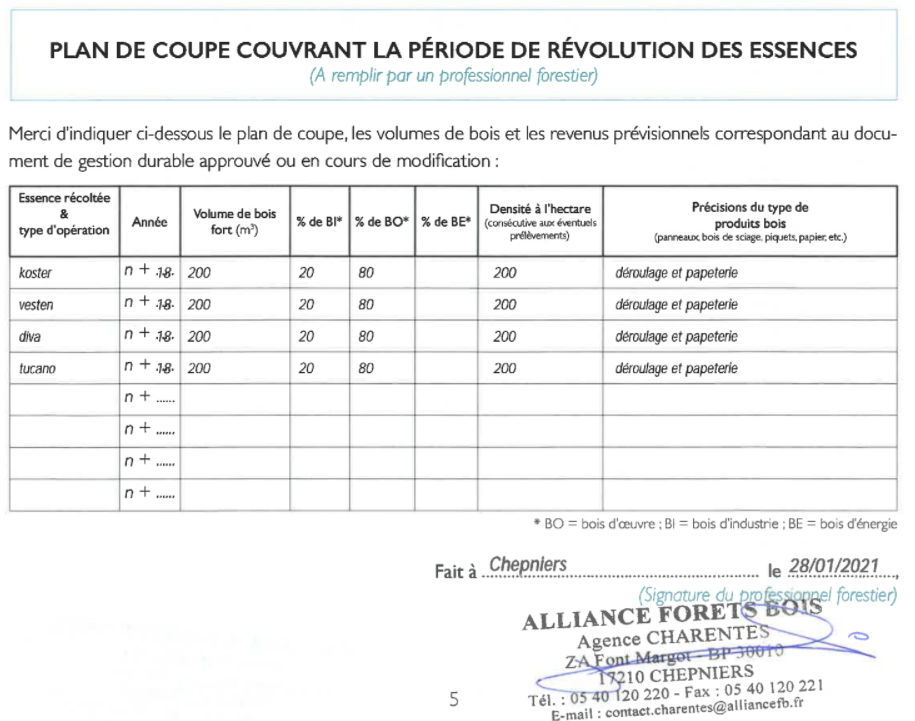 PLAN DE COUPE COUVRANT LA PÉRIODE DE RÉVOLUTION DES ESSENCES
(A remplir par un professionnel forestier)
Merci d'indiquer ci-dessous le plan de coupe, les volumes de bois et les revenus prévisionnels correspondant au docu-
ment de gestion durable approuvé ou en cours de modification :
Essence récoltée & type d'opération Année Volume de bois fort (m³) % de BI* % de BO* % de BE* Densité à l'hectare (consécutive aux éventuels prélèvements) Précisions du type de produits bois (panneaux, bois de sciage, piquets, papier, etc.)
koster n + .18. 200 20 80 200 déroulage et papeterie
vesten n + .18. 200 20 80 200 déroulage et papeterie
diva n + .18. 200 20 80 200 déroulage et papeterie
tucano n + .18. 200 20 80 200 déroulage et papeterie
n + ......
n + ......
n + ......
n + ......
* BO = bois d'œuvre ; BI = bois d'industrie ; BE = bois d'énergie
Fait à Chepniers le 28/01/2021
(Signature du professionnel forestier)
ALLIANCE FORETS BOIS
Agence CHARENTES
ZA Font Margot - BP 30010
17210 CHEPNIERS
Tél. : 05 40 120 220 - Fax : 05 40 120 221
E-mail : contact.charentes@alliancefb.fr
5